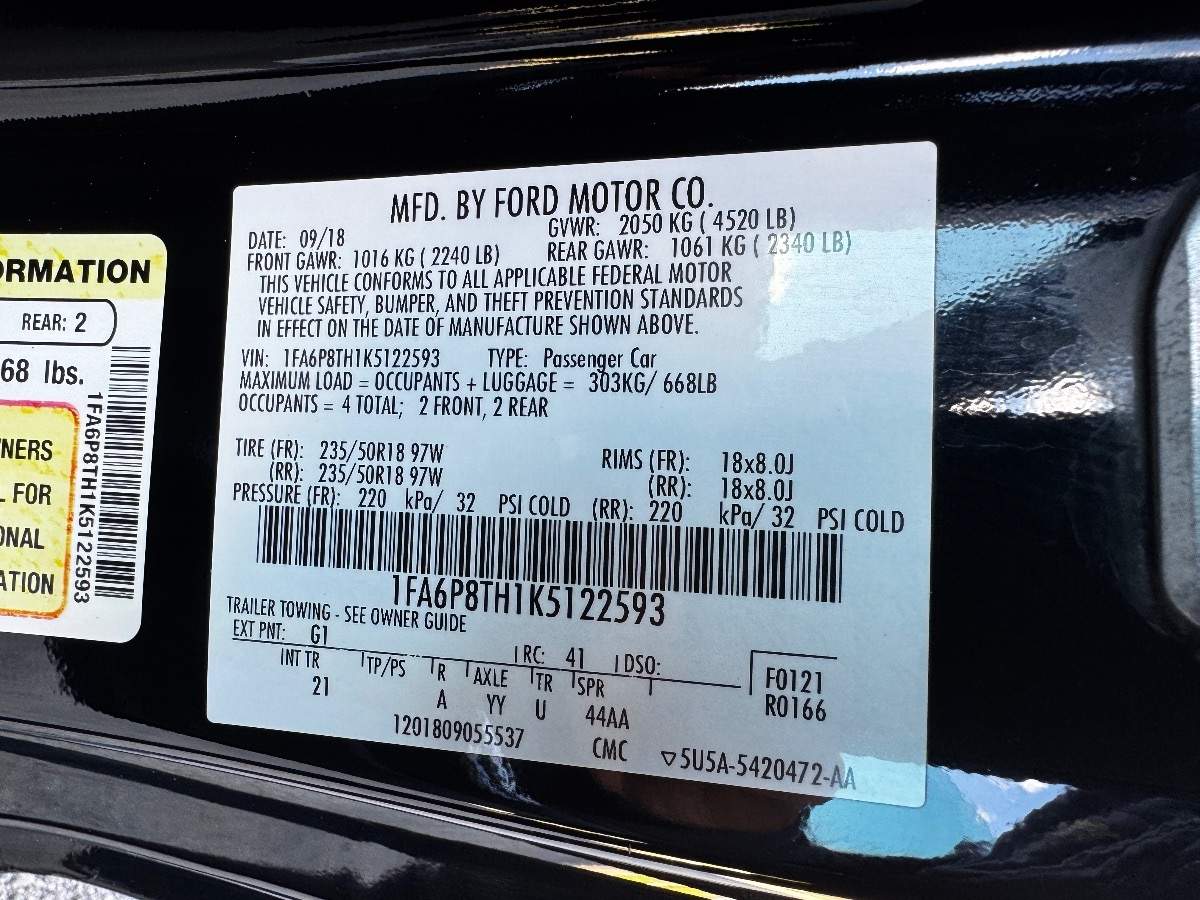 RMATION
REAR: 2
68 lbs.
NERS
FOR
ONAL
ATION
1FA6P8TH1K5122593
MFD. BY FORD MOTOR CO.
DATE: 09/18 GVWR: 2050 KG ( 4520 LB)
FRONT GAWR: 1016 KG ( 2240 LB) REAR GAWR: 1061 KG ( 2340 LB)
THIS VEHICLE CONFORMS TO ALL APPLICABLE FEDERAL MOTOR
VEHICLE SAFETY, BUMPER, AND THEFT PREVENTION STANDARDS
IN EFFECT ON THE DATE OF MANUFACTURE SHOWN ABOVE.
VIN: 1FA6P8TH1K5122593 TYPE: Passenger Car
MAXIMUM LOAD = OCCUPANTS + LUGGAGE = 303KG/ 668LB
OCCUPANTS = 4 TOTAL; 2 FRONT, 2 REAR
TIRE (FR): 235/50R18 97W RIMS (FR): 18x8.0J
(RR): 235/50R18 97W (RR): 18x8.0J
PRESSURE (FR): 220 kPa/ 32 PSI COLD (RR): 220 kPa/ 32 PSI COLD
1FA6P8TH1K5122593
TRAILER TOWING - SEE OWNER GUIDE
EXT PNT: G1 RC: 41 DSO: F0121
INT TR TP/PS R AXLE TR SPR R0166
21 A YY U 44AA
1201809055537 CMC ▽5U5A-5420472-AA